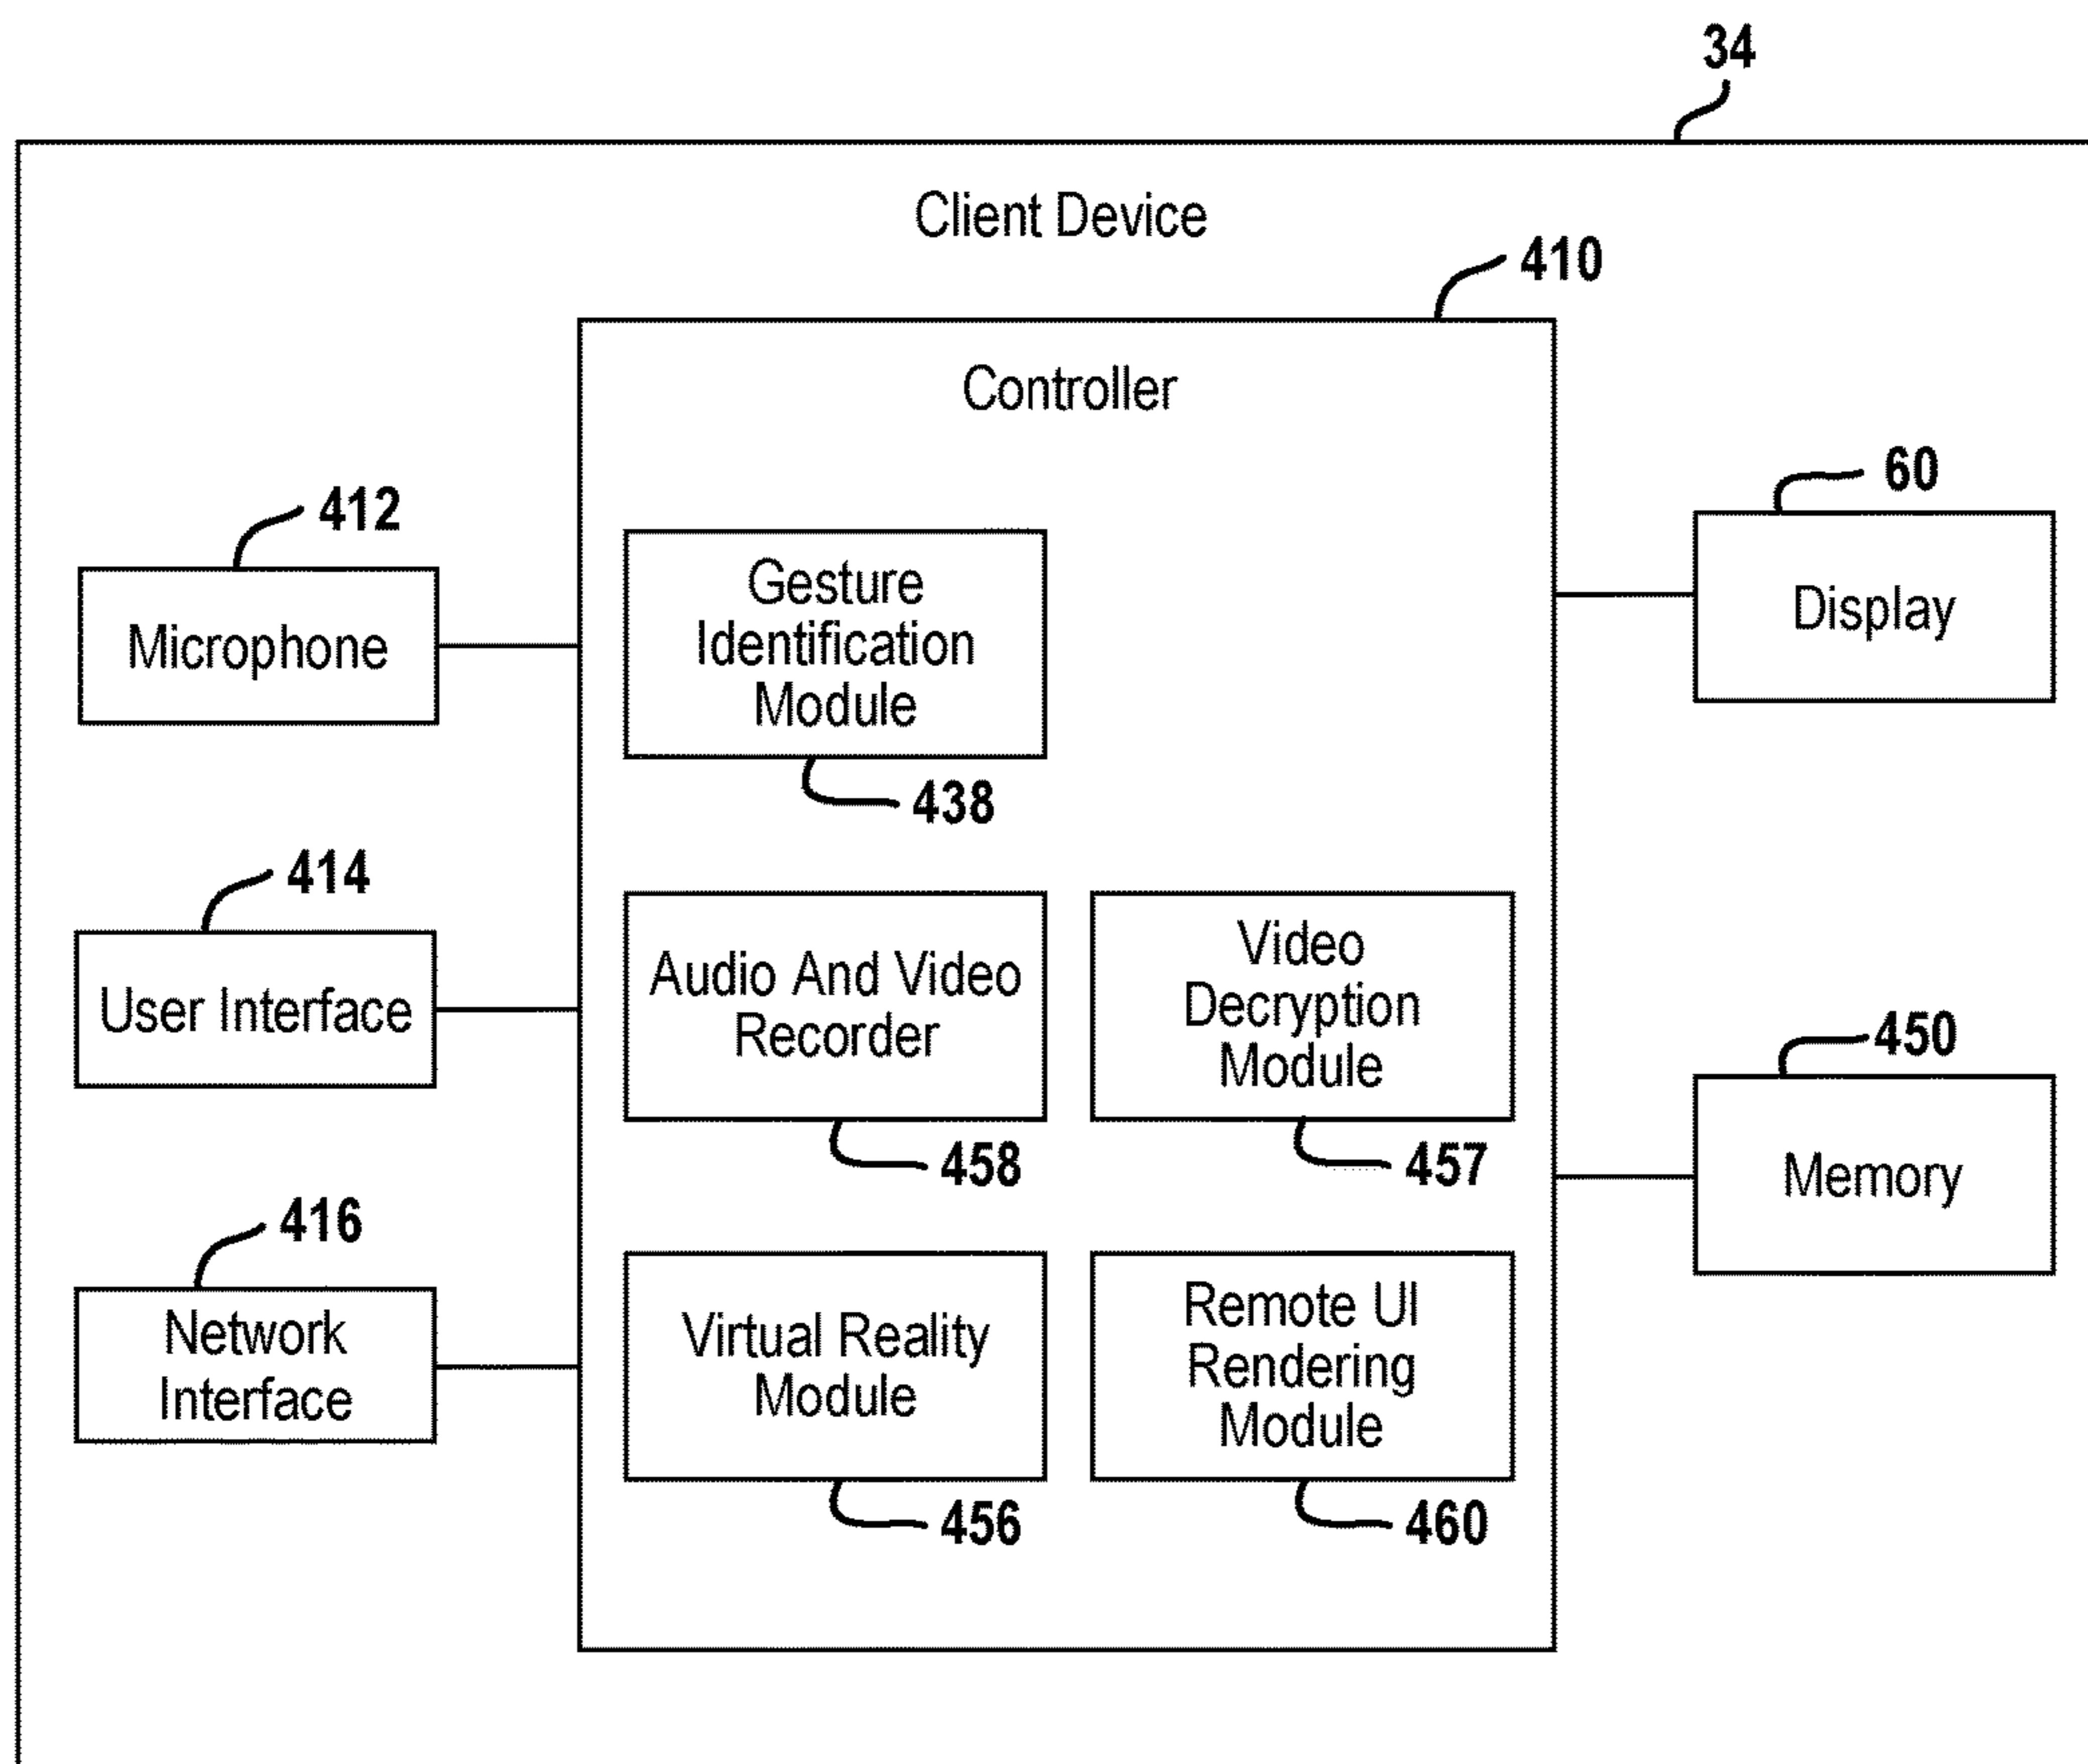 34
Client Device
410
Controller
60
412
Display
Gesture
Identification
Module
Microphone
438
414
Audio And Video
Recorder
Video
Decryption
Module
User Interface
450
458
457
Memory
416
Network
Interface
Virtual Reality
Module
Remote UI
Rendering
Module
456
460